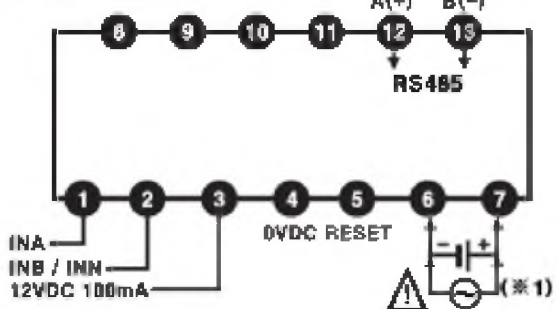 A(+) B(−)
8 9 10 11 12 13
RS485
1 2 3 4 5 6 7
0VDC RESET
INA
INB / INN
12VDC 100mA
− +
(※1)